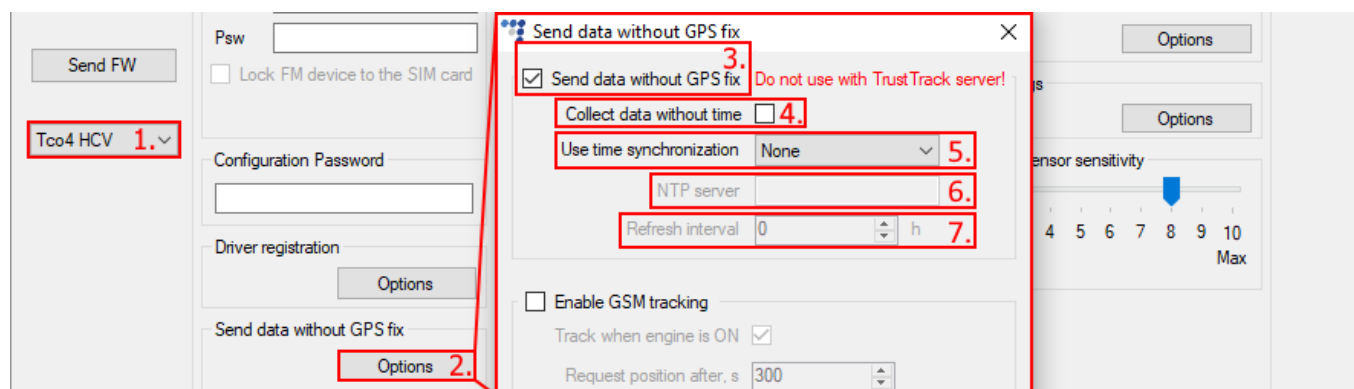 Send FW
Tco4 HCV 1.
Psw
Lock FM device to the SIM card
Configuration Password
Driver registration
Options
Send data without GPS fix
Options 2.
Send data without GPS fix
3.
Send data without GPS fix Do not use with TrustTrack server!
Collect data without time 4.
Use time synchronization None 5.
NTP server 6.
Refresh interval 0 h 7.
Enable GSM tracking
Track when engine is ON
Request position after, s 300
Options
gs
Options
ensor sensitivity
4 5 6 7 8 9 10
Max